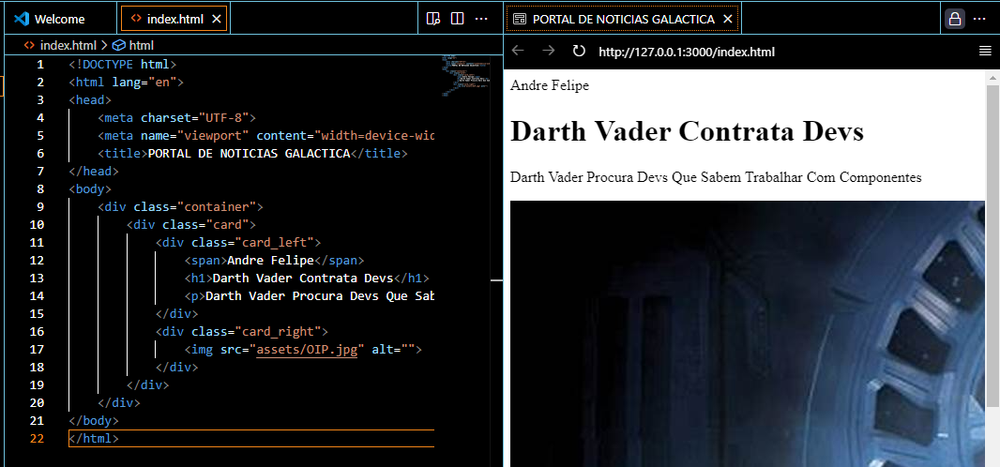 Welcome
index.html
PORTAL DE NOTICIAS GALACTICA
index.html > html
http://127.0.0.1:3000/index.html
1 <!DOCTYPE html>
2 <html lang="en">
3 <head>
4 <meta charset="UTF-8">
5 <meta name="viewport" content="width=device-wid
6 <title>PORTAL DE NOTICIAS GALACTICA</title>
7 </head>
8 <body>
9 <div class="container">
10 <div class="card">
11 <div class="card_left">
12 <span>Andre Felipe</span>
13 <h1>Darth Vader Contrata Devs</h1>
14 <p>Darth Vader Procura Devs Que Sab
15 </div>
16 <div class="card_right">
17 <img src="assets/OIP.jpg" alt="">
18 </div>
19 </div>
20 </div>
21 </body>
22 </html>
Andre Felipe
Darth Vader Contrata Devs
Darth Vader Procura Devs Que Sabem Trabalhar Com Componentes